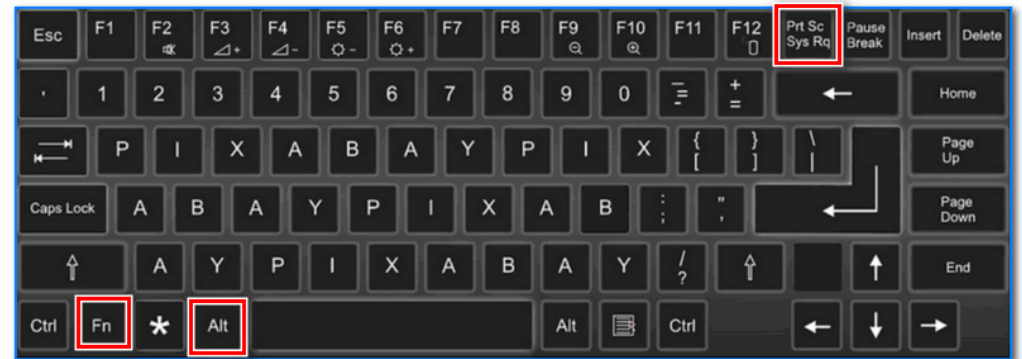 Esc F1 F2 F3 F4 F5 F6 F7 F8 F9 F10 F11 F12 Prt Sc Sys Rq Pause Break Insert Delete
' 1 2 3 4 5 6 7 8 9 0 - = + = Home
P I X A B A Y P I X { [ } ] \ | Page Up
Caps Lock A B A Y P I X A B : ; " , Page Down
A Y P I X A B A Y / ? End
Ctrl Fn * Alt Alt Ctrl